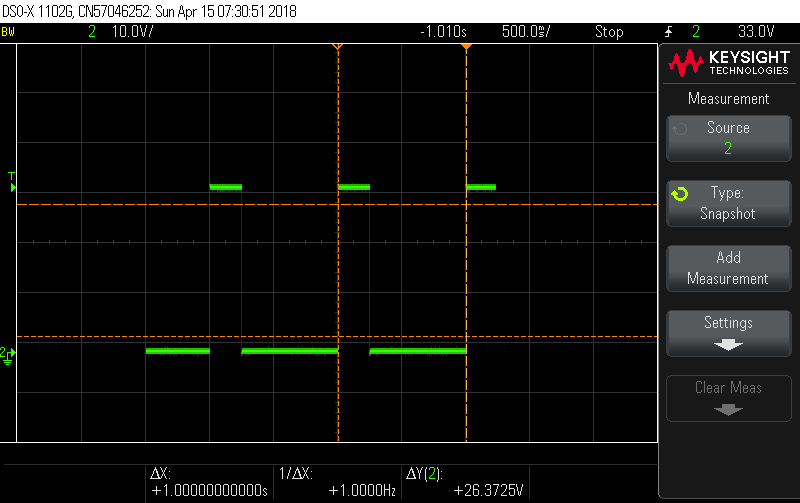 DSO-X 1102G, CN57046252: Sun Apr 15 07:30:51 2018
BW 2 10.0V/ -1.010s 500.0ms/ Stop 2 33.0V
KEYSIGHT
TECHNOLOGIES
Measurement
Source
2
Type:
Snapshot
Add
Measurement
Settings
Clear Meas
T
2
ΔX:
+1.00000000000s
1/ΔX:
+1.0000Hz
ΔY(2):
+26.3725V